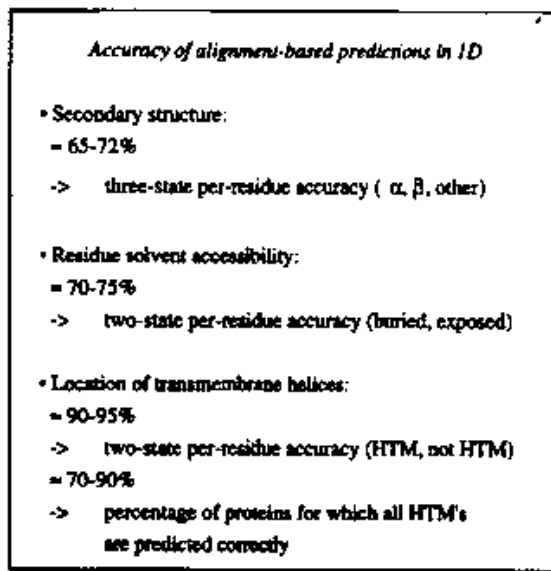 Accuracy of alignment-based predictions in 1D
• Secondary structure:
≈ 65-72%
-> three-state per-residue accuracy ( α, β, other)
• Residue solvent accessibility:
≈ 70-75%
-> two-state per-residue accuracy (buried, exposed)
• Location of transmembrane helices:
≈ 90-95%
-> two-state per-residue accuracy (HTM, not HTM)
≈ 70-90%
-> percentage of proteins for which all HTM's
are predicted correctly